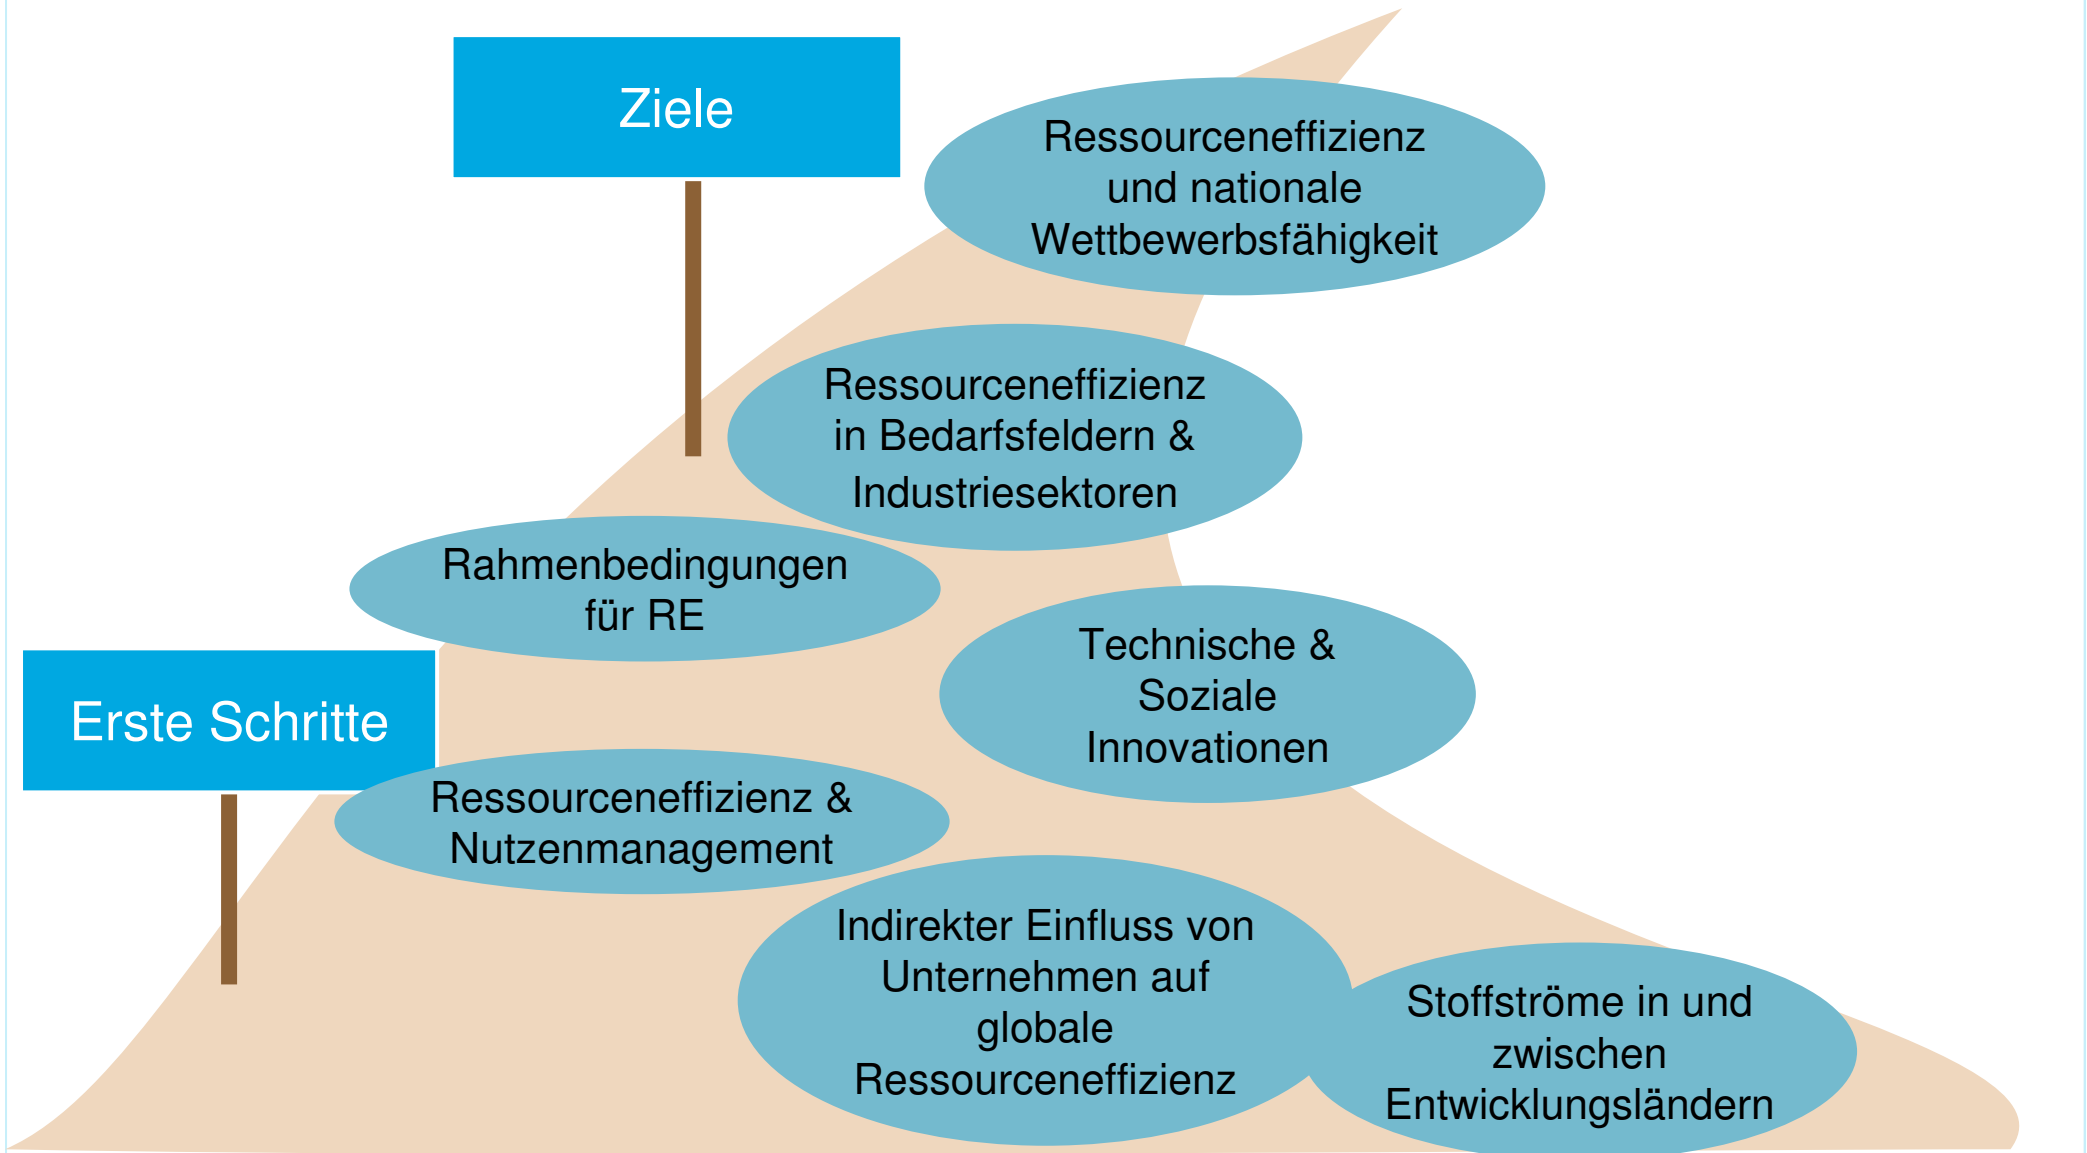 Ziele
Ressourceneffizienz
und nationale
Wettbewerbsfähigkeit
Ressourceneffizienz
in Bedarfsfeldern &
Industriesektoren
Rahmenbedingungen
für RE
Technische &
Soziale
Innovationen
Erste Schritte
Ressourceneffizienz &
Nutzenmanagement
Indirekter Einfluss von
Unternehmen auf
globale
Ressourceneffizienz
Stoffströme in und
zwischen
Entwicklungsländern